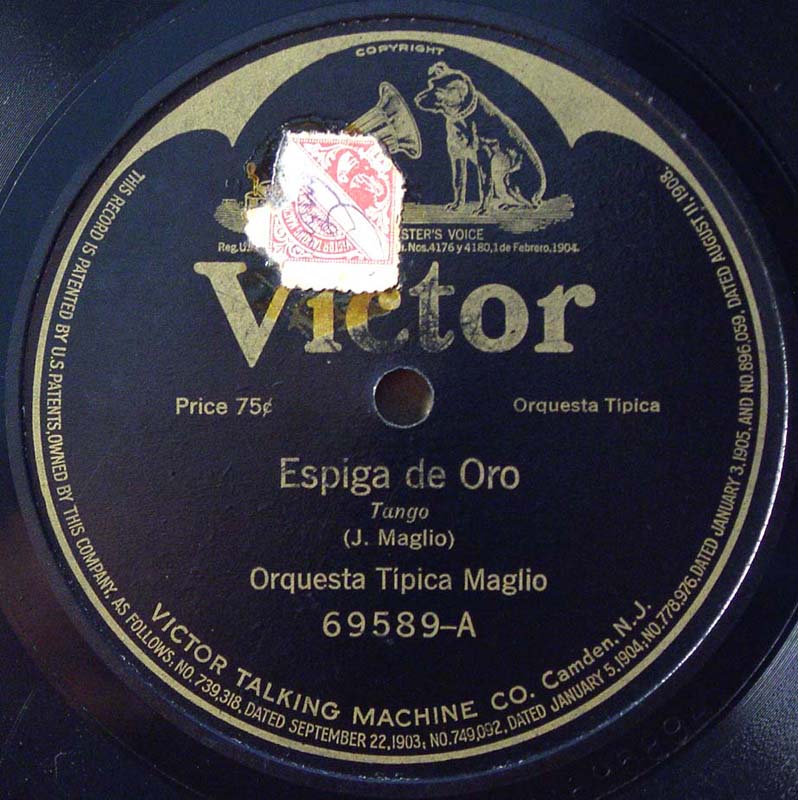 COPYRIGHT
STER'S VOICE
Reg.U. Nos.4176 y 4180,1 de Febrero,1904.
Victor
Price 75¢
Orquesta Típica
Espiga de Oro
Tango
(J. Maglio)
Orquesta Típica Maglio
69589-A
VICTOR TALKING MACHINE CO. Camden, N.J.
THIS RECORD IS PATENTED BY U.S. PATENTS, OWNED BY THIS COMPANY, AS FOLLOWS; NO. 739,318, DATED SEPTEMBER 22,1903; NO.749,092, DATED JANUARY 5,1904; NO.778,976, DATED JANUARY 3,1905, AND NO.896,059, DATED AUGUST 11,1908.